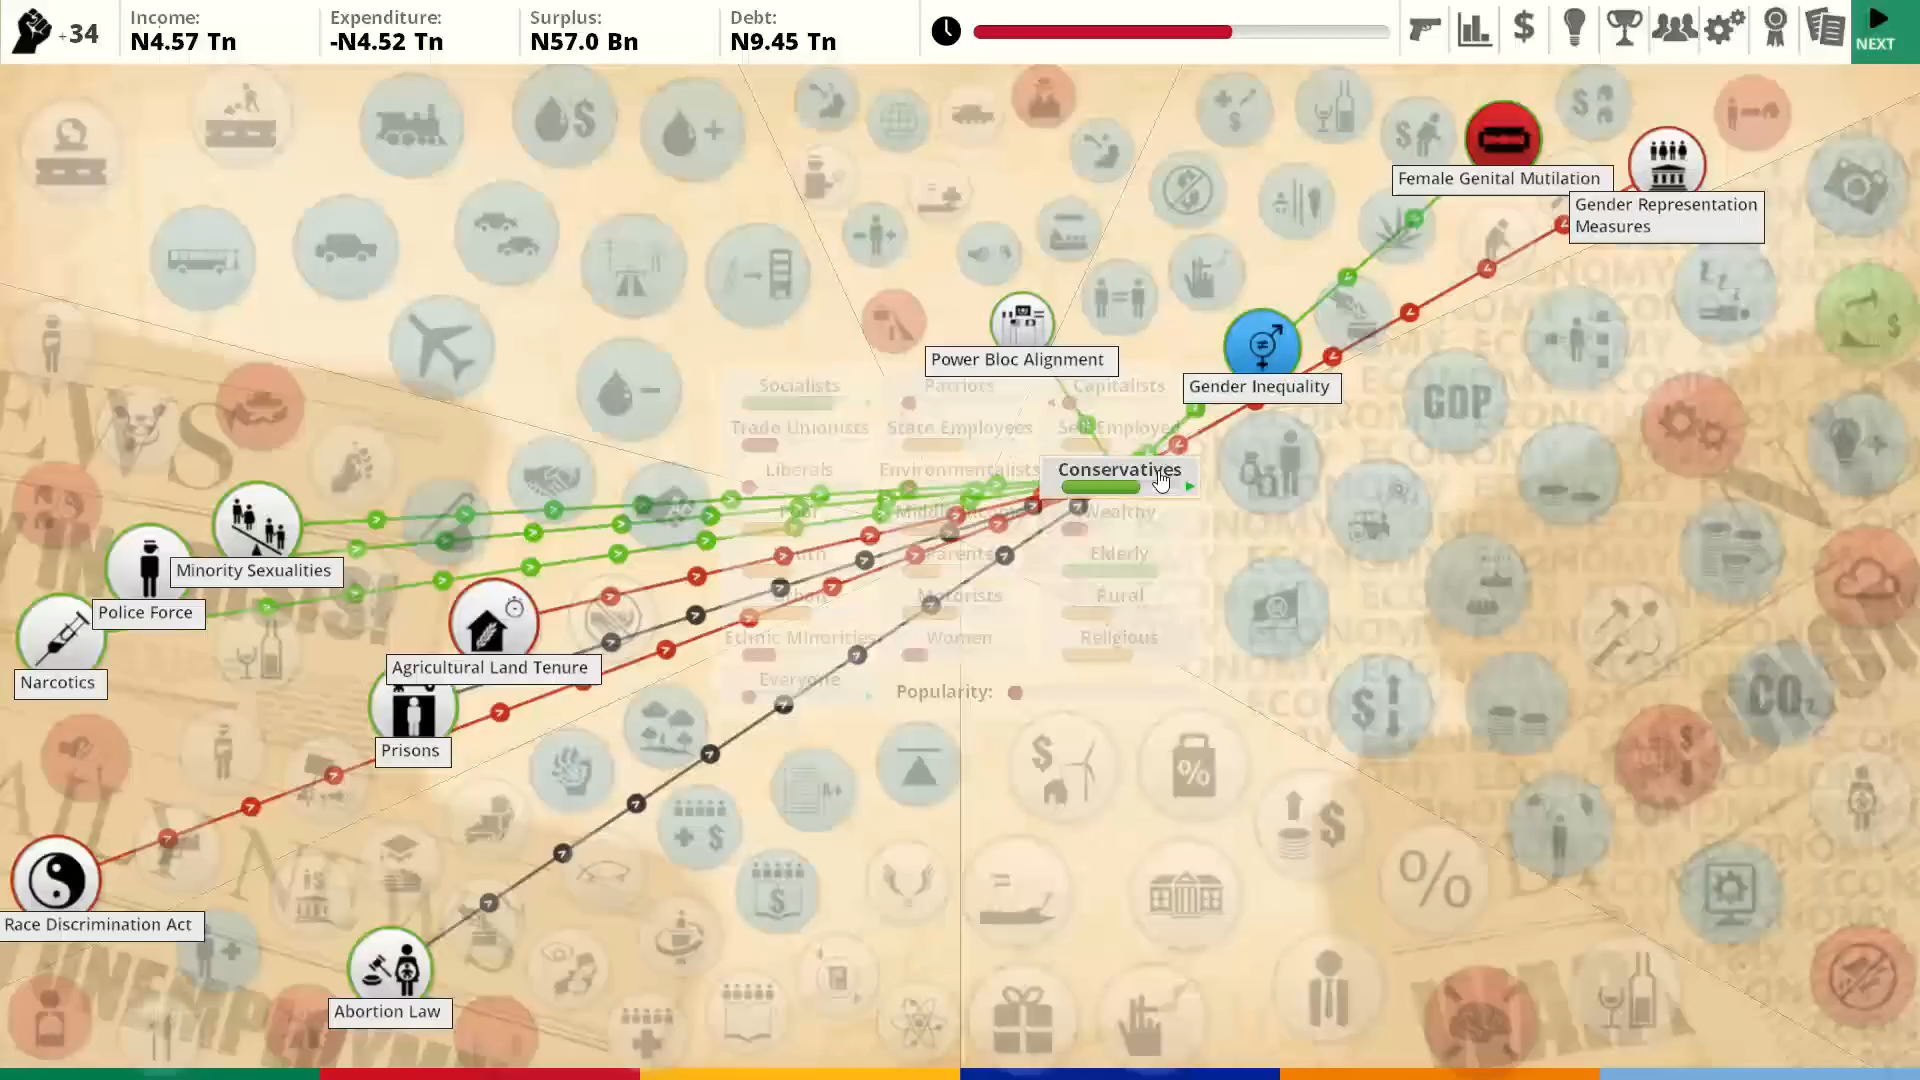 +34
Income:
N4.57 Tn
Expenditure:
-N4.52 Tn
Surplus:
N57.0 Bn
Debt:
N9.45 Tn
NEXT
Female Genital Mutilation
Gender Representation
Measures
Power Bloc Alignment
Gender Inequality
Socialists
Patriots
Capitalists
GDP
Trade Unionists
State Employees
Self Employed
Liberals
Environmentalists
Conservatives
Wealthy
Minority Sexualities
Parents
Elderly
Police Force
Motorists
Rural
Ethnic Minorities
Women
Religious
Agricultural Land Tenure
Narcotics
Everyone
Popularity:
CO₂
Prisons
Race Discrimination Act
Abortion Law